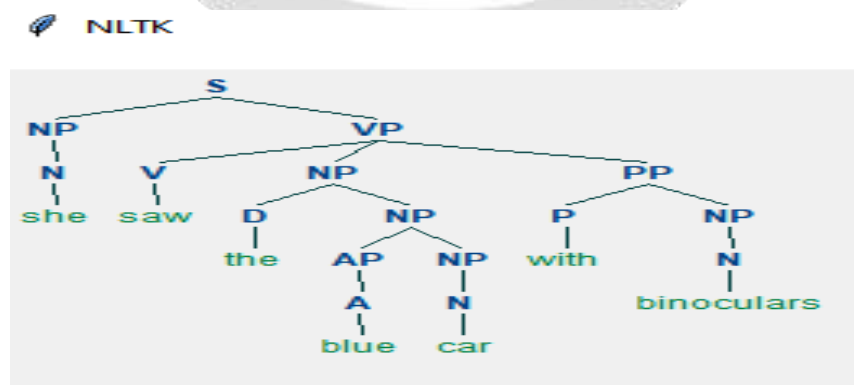 NLTK
S
NP VP
N V NP PP
she saw D NP P NP
the AP NP with N
A N binoculars
blue car